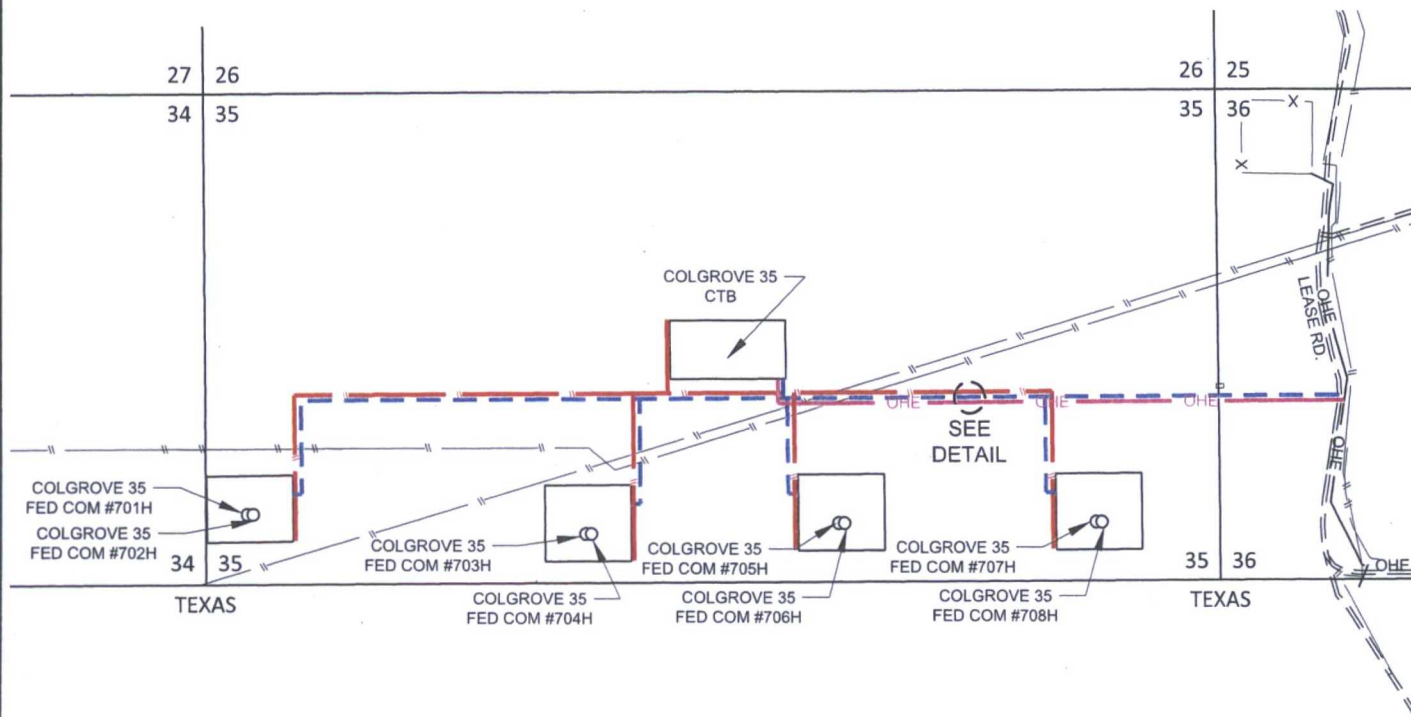 27 26
26 25
34 35
35 36
X
X
COLGROVE 35
CTB
OHE
LEASE RD.
OHE OHE OHE
SEE
DETAIL
OHE
COLGROVE 35
FED COM #701H
COLGROVE 35
FED COM #702H
COLGROVE 35
FED COM #703H
COLGROVE 35
FED COM #705H
COLGROVE 35
FED COM #707H
34 35
35 36
OHE
TEXAS
COLGROVE 35
FED COM #704H
COLGROVE 35
FED COM #706H
COLGROVE 35
FED COM #708H
TEXAS